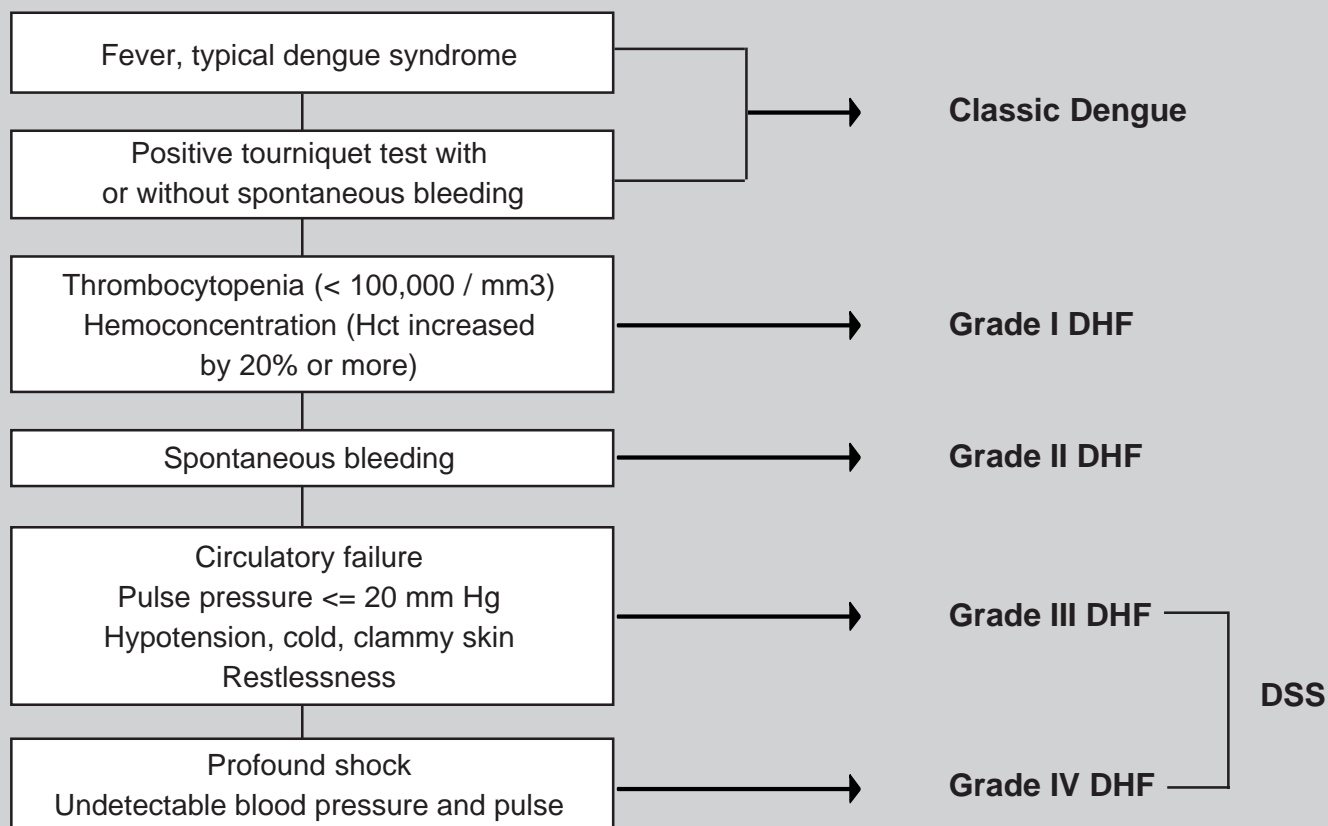 Fever, typical dengue syndrome
Classic Dengue
Positive tourniquet test with
or without spontaneous bleeding
Thrombocytopenia (< 100,000 / mm3)
Hemoconcentration (Hct increased
by 20% or more)
Grade I DHF
Spontaneous bleeding
Grade II DHF
Circulatory failure
Pulse pressure <= 20 mm Hg
Hypotension, cold, clammy skin
Restlessness
Grade III DHF
DSS
Profound shock
Undetectable blood pressure and pulse
Grade IV DHF